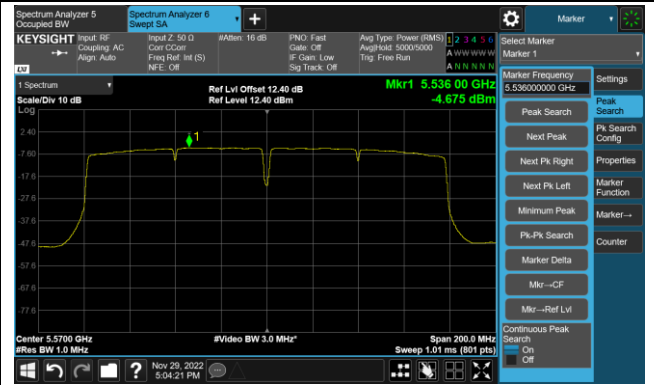 Spectrum Analyzer 5
Occupied BW
Spectrum Analyzer 6
Swept SA
Marker
KEYSIGHT
Input: RF
Coupling: AC
Align: Auto
Input Z: 50 Ω
Corr CCorr
Freq Ref: Int (S)
NFE: Off
#Atten: 16 dB
PNO: Fast
Gate: Off
IF Gain: Low
Sig Track: Off
Avg Type: Power (RMS)
Avg|Hold: 5000/5000
Trig: Free Run
1 2 3 4 5 6
A W W W W W
A N N N N N
LXI
Select Marker
Marker 1
1 Spectrum
Scale/Div 10 dB
Log
Ref Lvl Offset 12.40 dB
Ref Level 12.40 dBm
Mkr1 5.536 00 GHz
-4.675 dBm
Marker Frequency
5.536000000 GHz
Settings
Peak Search
Peak
Search
Next Peak
Pk Search
Config
Next Pk Right
Properties
Next Pk Left
Marker
Function
Minimum Peak
Marker→
Pk-Pk Search
Counter
Marker Delta
Mkr→CF
Mkr→Ref Lvl
Continuous Peak
Search
On
Off
2.40
-7.60
-17.6
-27.6
-37.6
-47.6
-57.6
-67.6
-77.6
1
Center 5.5700 GHz
#Res BW 1.0 MHz
#Video BW 3.0 MHz*
Span 200.0 MHz
Sweep 1.01 ms (801 pts)
Nov 29, 2022
5:04:21 PM